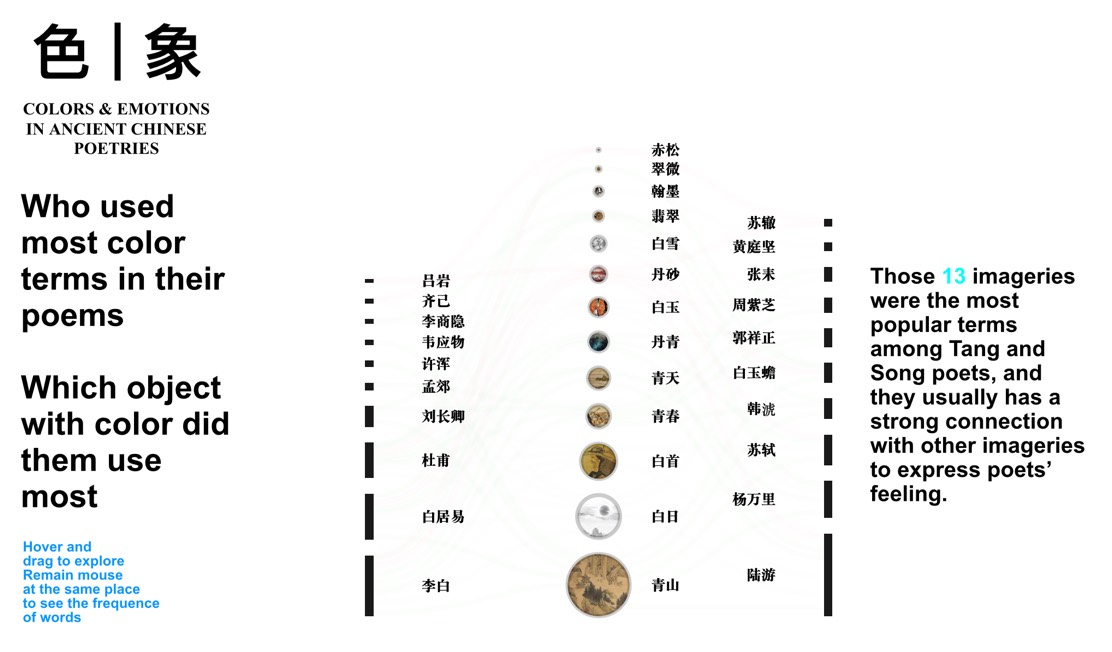 色|象
COLORS & EMOTIONS
IN ANCIENT CHINESE
POETRIES
Who used
most color
terms in their
poems
Which object
with color did
them use
most
Hover and
drag to explore
Remain mouse
at the same place
to see the frequence
of words
吕岩
齐己
李商隐
韦应物
许浑
孟郊
刘长卿
杜甫
白居易
李白
赤松
翠微
翰墨
翡翠
白雪
丹砂
白玉
丹青
青天
青春
白首
白日
青山
苏辙
黄庭坚
张耒
周紫芝
郭祥正
白玉蟾
韩淲
苏轼
杨万里
陆游
Those 13 imageries
were the most
popular terms
among Tang and
Song poets, and
they usually has a
strong connection
with other imageries
to express poets’
feeling.